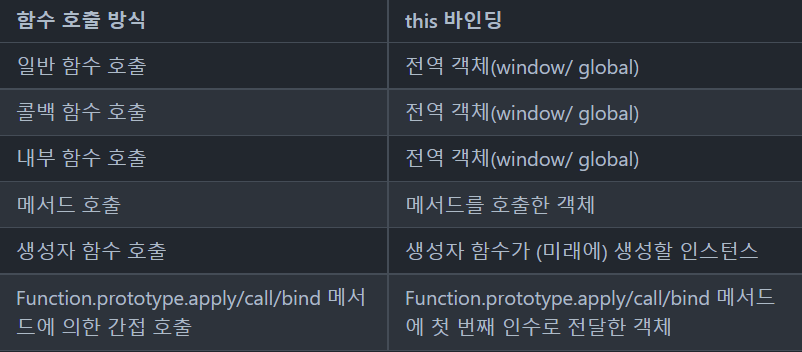 함수 호출 방식 this 바인딩
일반 함수 호출 전역 객체(window/ global)
콜백 함수 호출 전역 객체(window/ global)
내부 함수 호출 전역 객체(window/ global)
메서드 호출 메서드를 호출한 객체
생성자 함수 호출 생성자 함수가 (미래에) 생성할 인스턴스
Function.prototype.apply/call/bind 메서
드에 의한 간접 호출
Function.prototype.apply/call/bind 메서드
에 첫 번째 인수로 전달한 객체